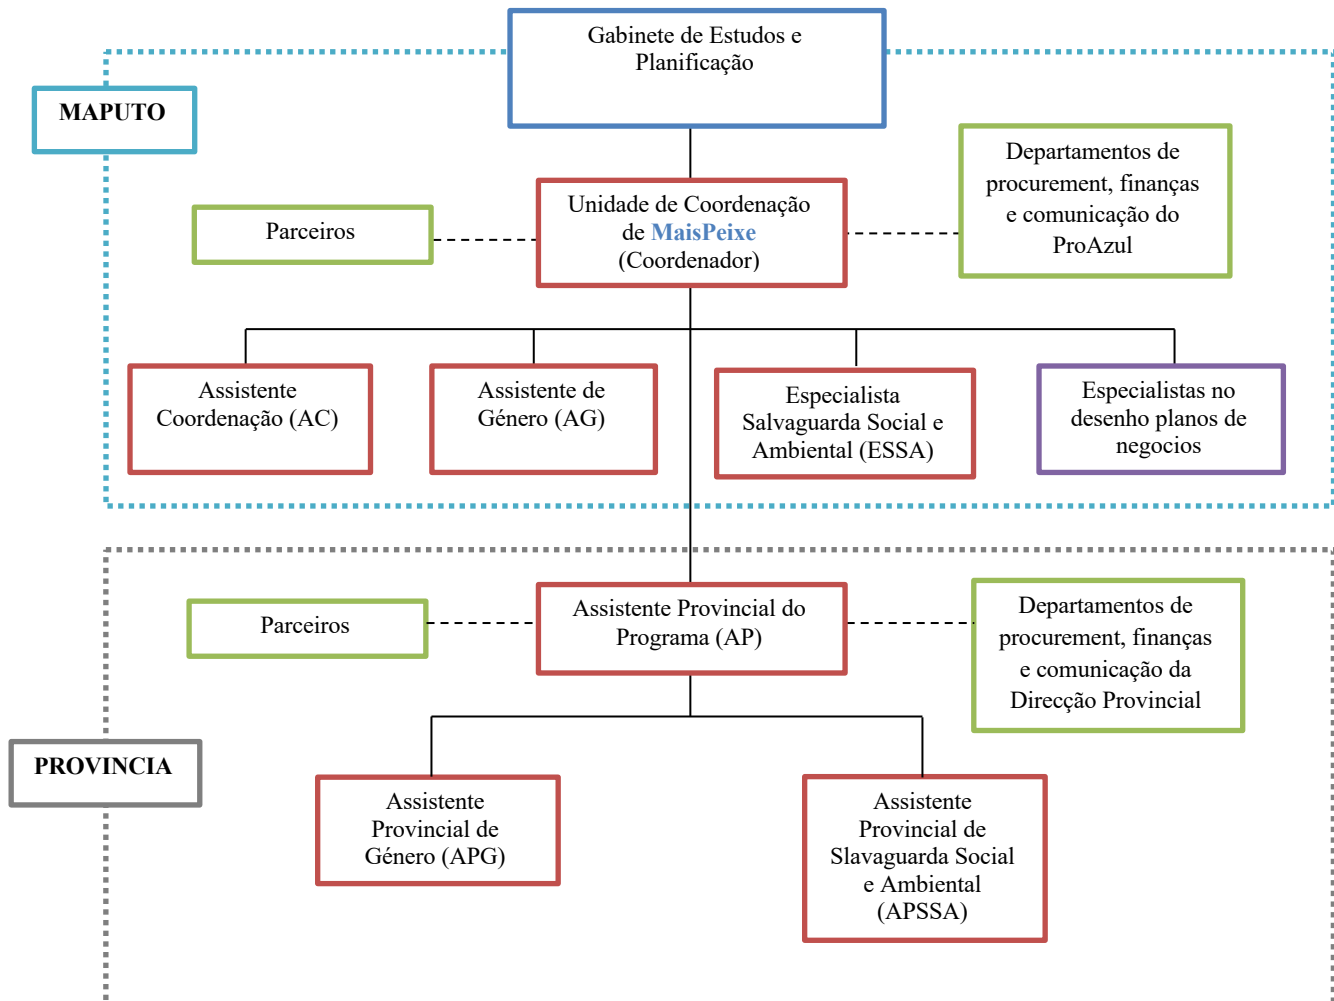 Gabinete de Estudos e
Planificação
MAPUTO
Departamentos de
procurement, finanças
e comunicação do
ProAzul
Unidade de Coordenação
de MaisPeixe
(Coordenador)
Parceiros
Assistente
Coordenação (AC)
Assistente de
Género (AG)
Especialista
Salvaguarda Social e
Ambiental (ESSA)
Especialistas no
desenho planos de
negocios
Parceiros
Assistente Provincial do
Programa (AP)
Departamentos de
procurement, finanças
e comunicação da
Direcção Provincial
PROVINCIA
Assistente
Provincial de
Género (APG)
Assistente
Provincial de
Slavaguarda Social
e Ambiental
(APSSA)